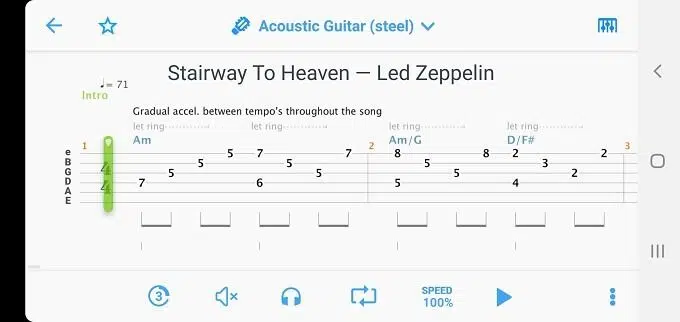 Acoustic Guitar (steel)
Stairway To Heaven — Led Zeppelin
♩= 71
Intro
Gradual accel. between tempo's throughout the song
let ring let ring let ring let ring
Am Am/G D/F#
1 2 3
e 5 7 7 8 8 2 2
B 5 5 5 3
G 5 5 5 2
D 7 6 5 4
A
E
4
4
3
SPEED
100%